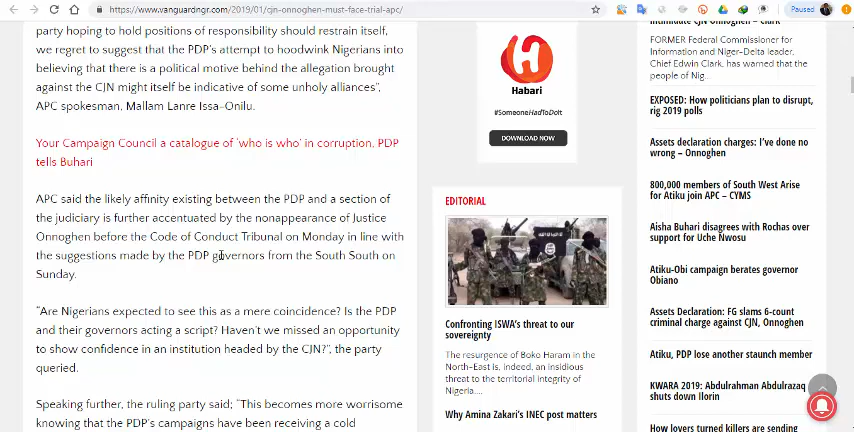 https://www.vanguardngr.com/2019/01/cjn-onnoghen-must-face-trial-apc/
Paused
party hoping to hold positions of responsibility should restrain itself,
we regret to suggest that the PDP's attempt to hoodwink Nigerians into
believing that there is a political motive behind the allegation brought
against the CJN might itself be indicative of some unholy alliances”,
APC spokesman, Mallam Lanre Issa-Onilu.
Your Campaign Council a catalogue of ‘who is who’ in corruption, PDP
tells Buhari
APC said the likely affinity existing between the PDP and a section of
the judiciary is further accentuated by the nonappearance of Justice
Onnoghen before the Code of Conduct Tribunal on Monday in line with
the suggestions made by the PDP governors from the South South on
Sunday.
“Are Nigerians expected to see this as a mere coincidence? Is the PDP
and their governors acting a script? Haven’t we missed an opportunity
to show confidence in an institution headed by the CJN?”, the party
queried.
Speaking further, the ruling party said; “This becomes more worrisome
knowing that the PDP’s campaigns have been receiving a cold
Habari
#SomeoneHadToDoIt
DOWNLOAD NOW
EDITORIAL
Confronting ISWA’s threat to our
sovereignty
The resurgence of Boko Haram in the
North-East is, indeed, an insidious
threat to the territorial integrity of
Nigeria....
Why Amina Zakari’s INEC post matters
intimidate CJN Onnoghen – Clark
FORMER Federal Commissioner for
Information and Niger-Delta leader,
Chief Edwin Clark, has warned that the
people of Nig...
EXPOSED: How politicians plan to disrupt,
rig 2019 polls
Assets declaration charges: I’ve done no
wrong – Onnoghen
800,000 members of South West Arise
for Atiku join APC – CYMS
Aisha Buhari disagrees with Rochas over
support for Uche Nwosu
Atiku-Obi campaign berates governor
Obiano
Assets Declaration: FG slams 6-count
criminal charge against CJN, Onnoghen
Atiku, PDP lose another staunch member
KWARA 2019: Abdulrahman Abdulrazaq
shuts down Ilorin
How lovers turned killers are sending